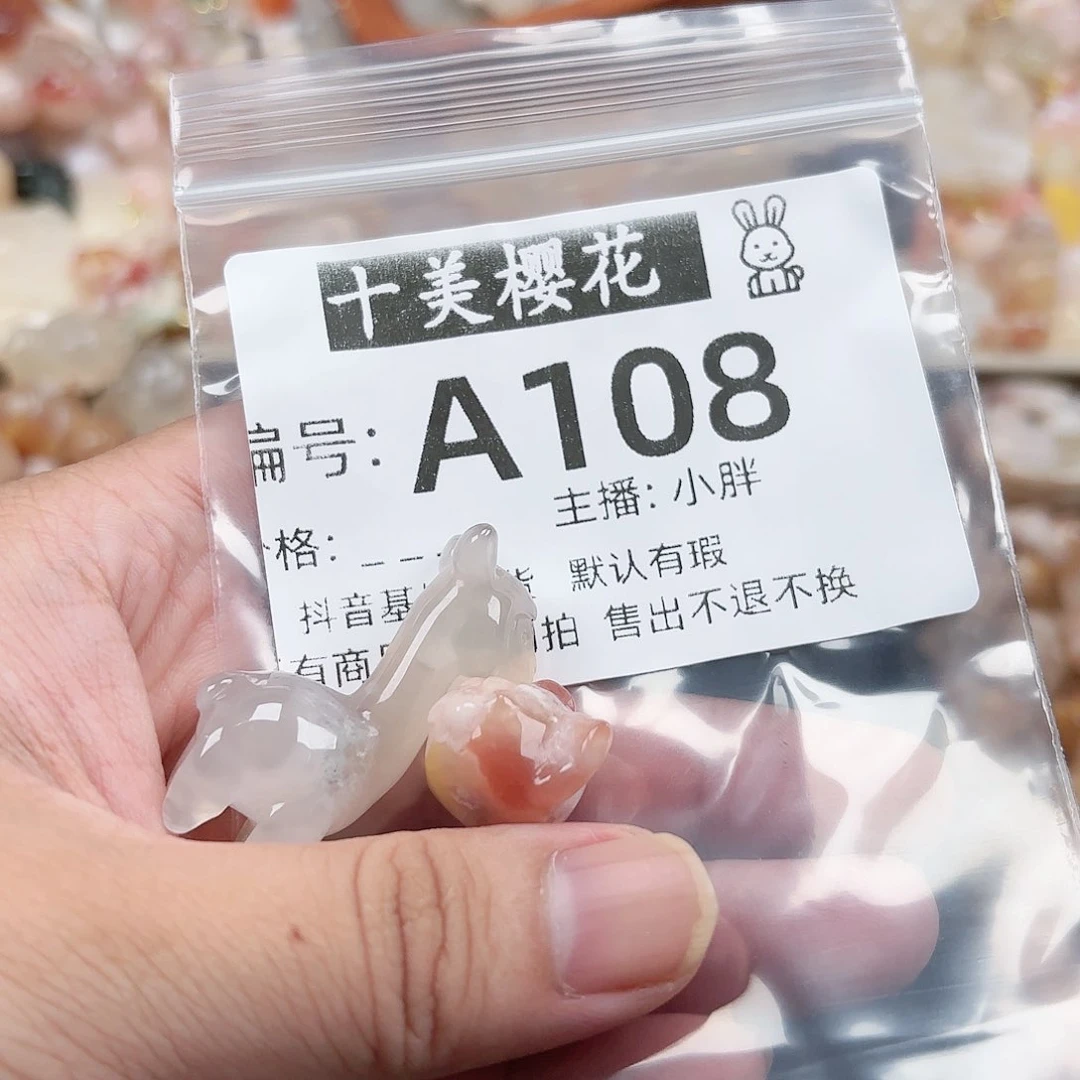 十美樱花
编号: A108
主播: 小胖
格: _ _
抖音基 货 默认有瑕
有商 拍 售出不退不换